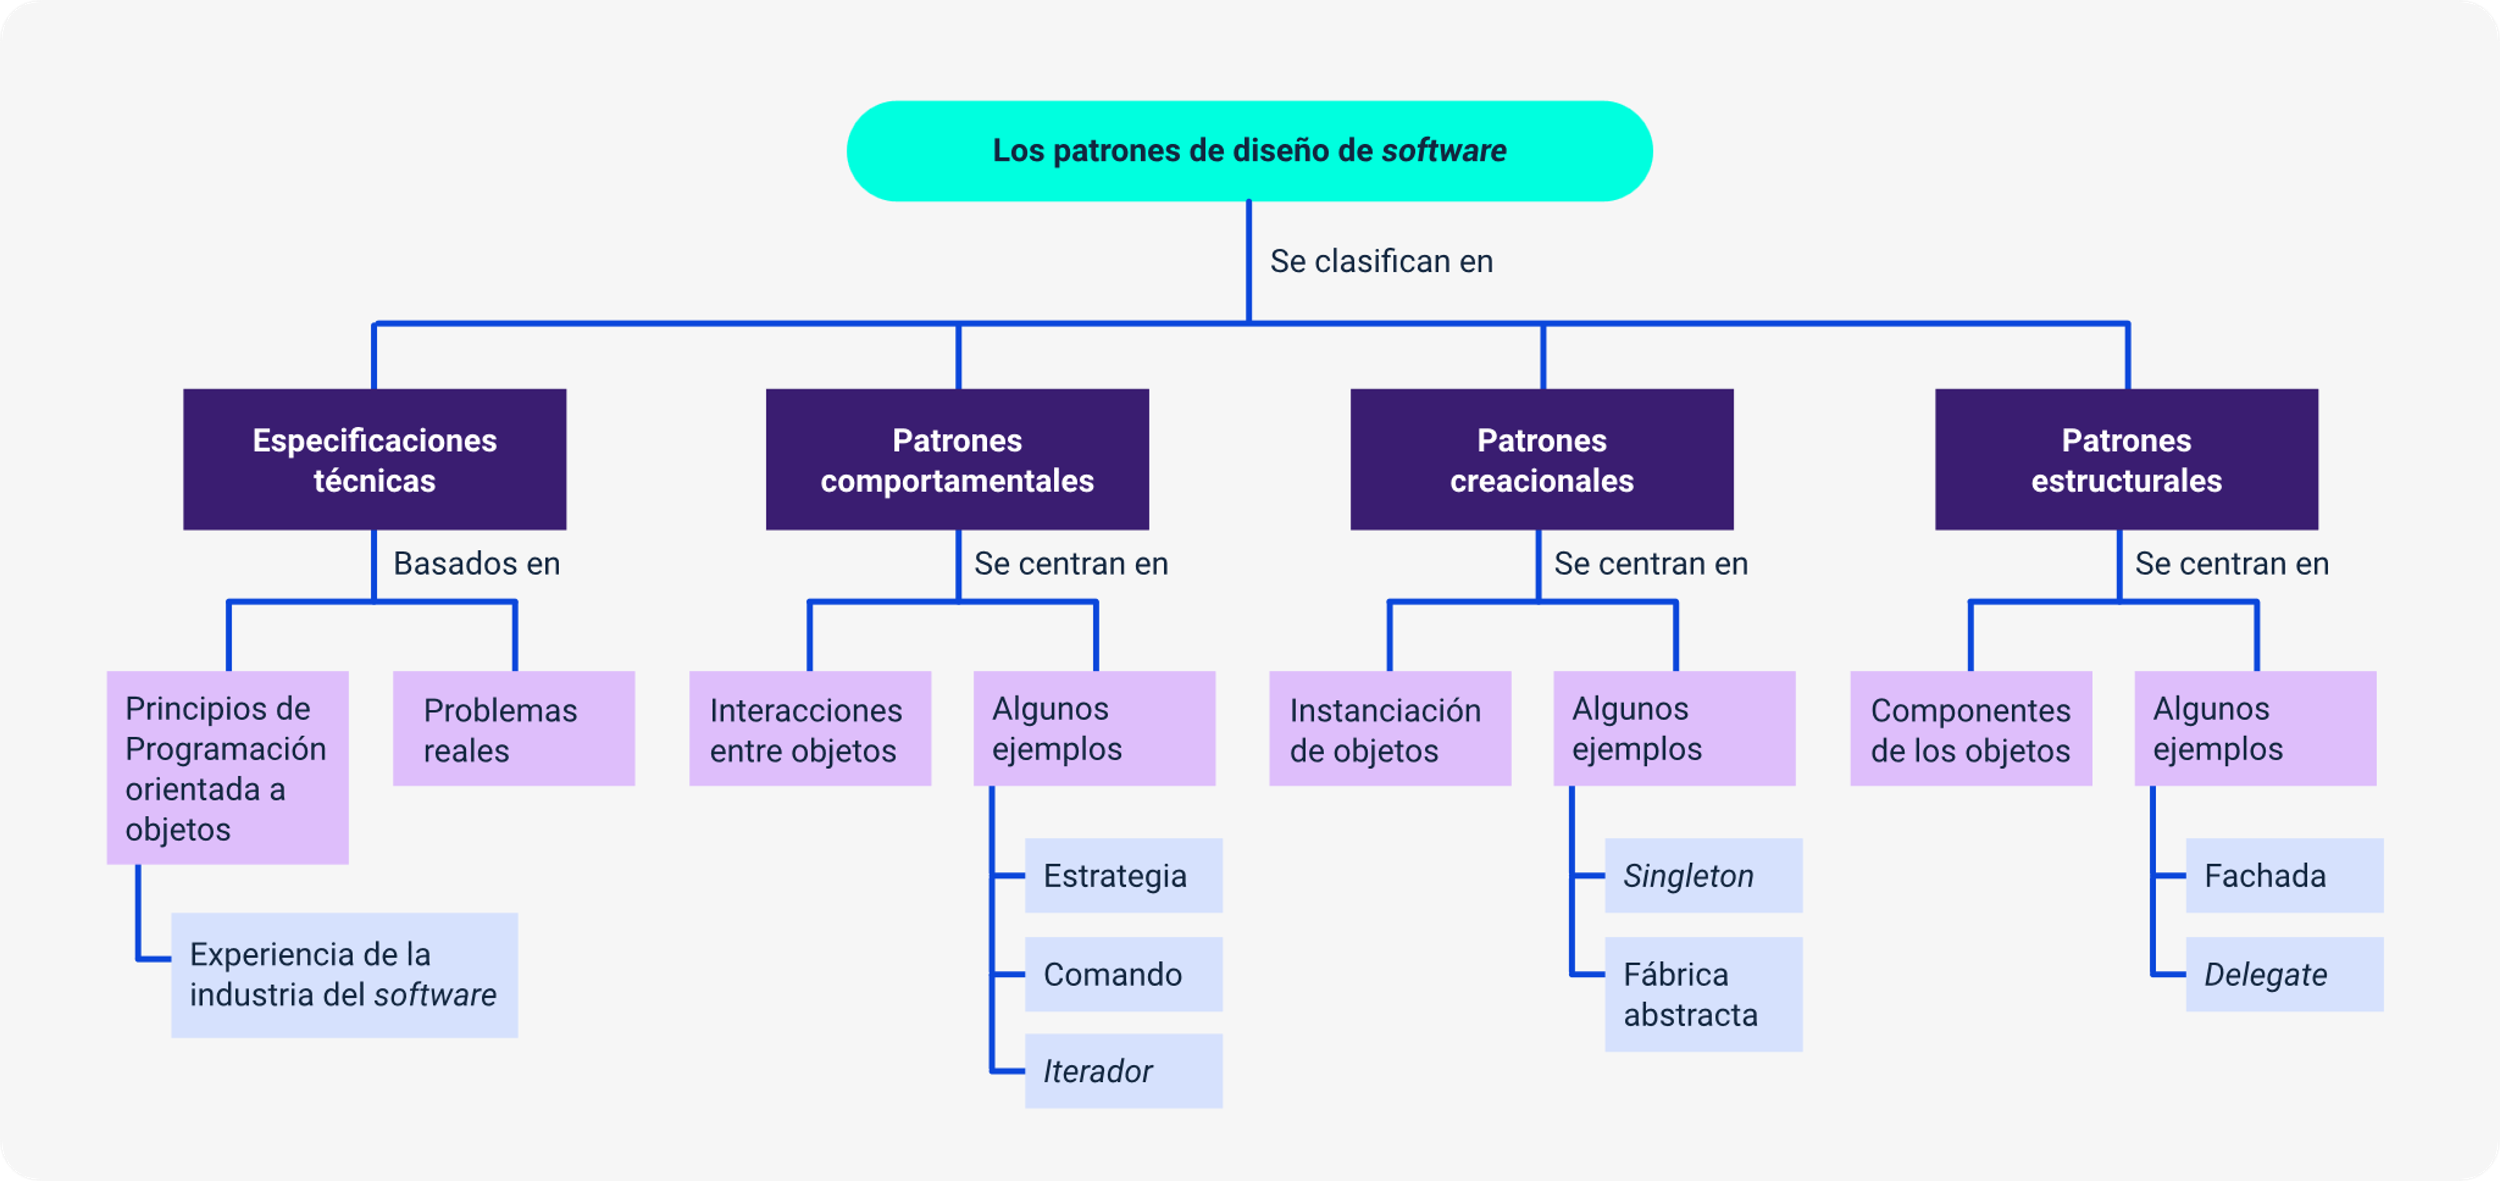 Los patrones de diseño de software
Se clasifican en
Especificaciones
técnicas
Patrones
comportamentales
Patrones
creacionales
Patrones
estructurales
Basados en
Se centran en
Se centran en
Se centran en
Principios de
Programación
orientada a
objetos
Problemas
reales
Interacciones
entre objetos
Algunos
ejemplos
Instanciación
de objetos
Algunos
ejemplos
Componentes
de los objetos
Algunos
ejemplos
Experiencia de la
industria del software
Estrategia
Comando
Iterador
Singleton
Fábrica
abstracta
Fachada
Delegate